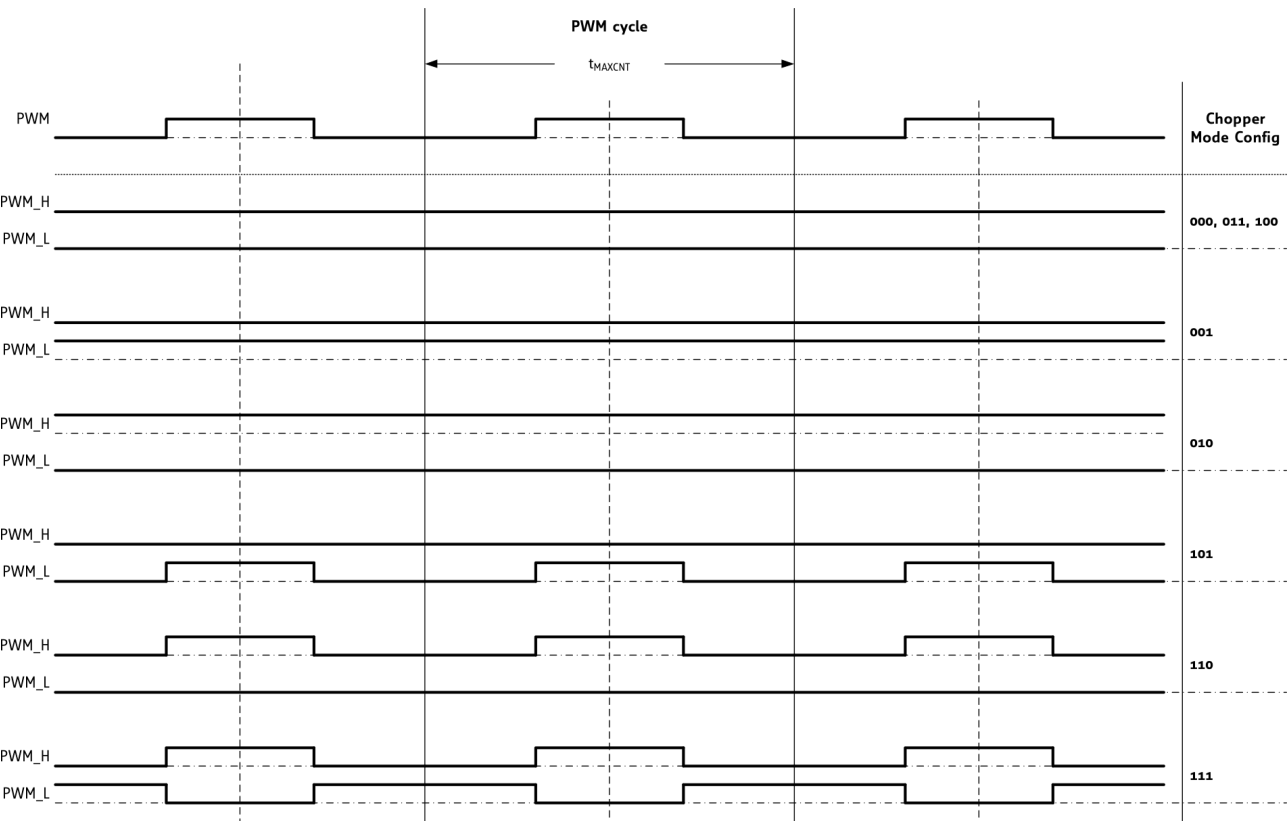 PWM cycle
tMAXCNT
PWM
Chopper
Mode Config
PWM_H
PWM_L
000, 011, 100
PWM_H
PWM_L
001
PWM_H
PWM_L
010
PWM_H
PWM_L
101
PWM_H
PWM_L
110
PWM_H
PWM_L
111